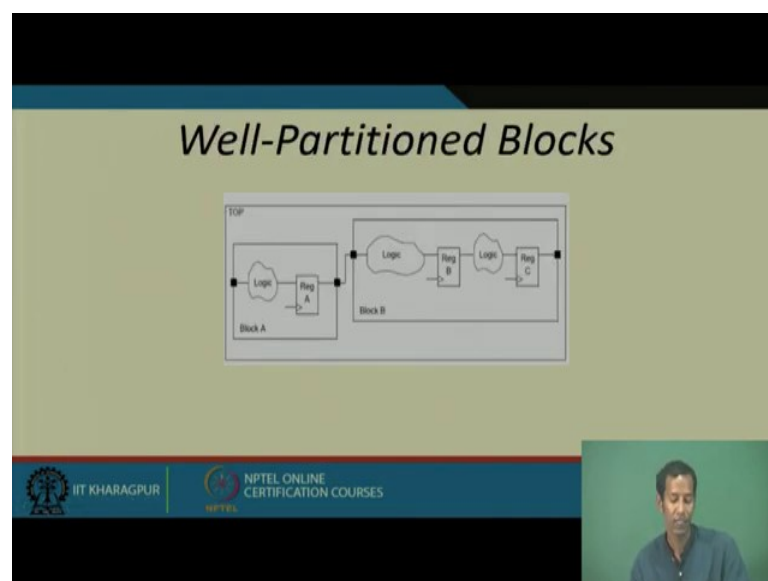 Well-Partitioned Blocks
TOP
Logic
Reg
A
Block A
Logic
Reg
B
Logic
Reg
C
Block B
IIT KHARAGPUR
NPTEL
NPTEL ONLINE
CERTIFICATION COURSES